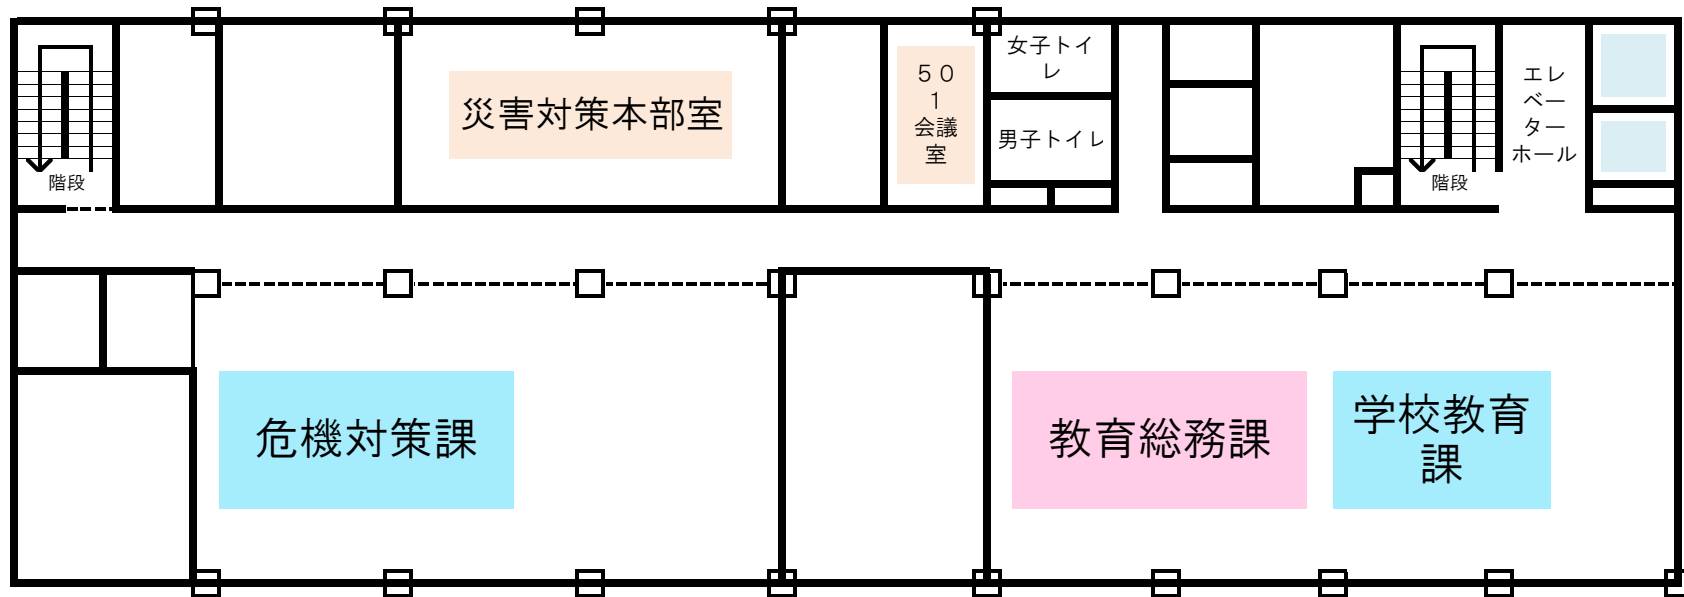 災害対策本部室
５０
１
会議
室
女子トイ
レ
男子トイレ
エレ
ベー
ター
ホール
階段
階段
危機対策課
教育総務課
学校教育
課